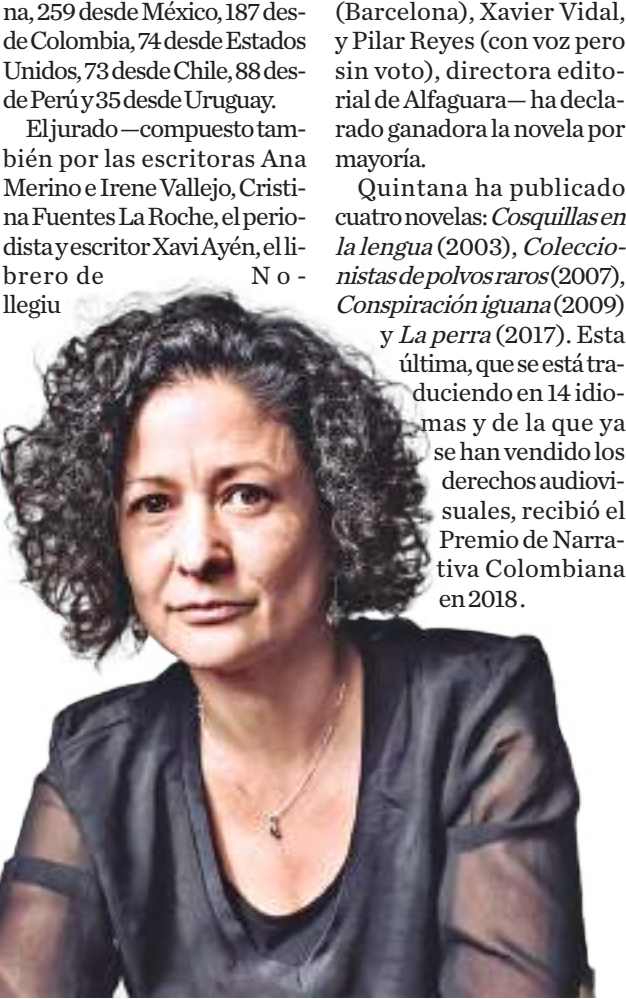 na, 259 desde México, 187 des-
de Colombia, 74 desde Estados
Unidos, 73 desde Chile, 88 des-
de Perú y 35 desde Uruguay.
El jurado —compuesto tam-
bién por las escritoras Ana
Merino e Irene Vallejo, Cristi-
na Fuentes La Roche, el perio-
dista y escritor Xavi Ayén, el li-
brero de No-
llegiu
(Barcelona), Xavier Vidal,
y Pilar Reyes (con voz pero
sin voto), directora edito-
rial de Alfaguara— ha decla-
rado ganadora la novela por
mayoría.
Quintana ha publicado
cuatro novelas: Cosquillas en
la lengua (2003), Coleccio-
nistas de polvos raros (2007),
Conspiración iguana (2009)
y La perra (2017). Esta
última, que se está tra-
duciendo en 14 idio-
mas y de la que ya
se han vendido los
derechos audiovi-
suales, recibió el
Premio de Narra-
tiva Colombiana
en 2018.